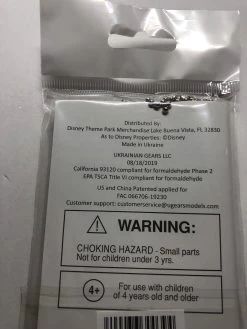 Distributed By:
Disney Theme Park Merchandise Lake Buena Vista, FL 32830
As to Disney Properties: ©Disney
Made in Ukraine
UKRAINIAN GEARS LLC
08/18/2019
California 93120 compliant for formaldehyde Phase 2
EPA TSCA Title VI compliant for formaldehyde
US and China Patented applied for
FAC 066706-19230
Customer support: customerservice@ugearsmodels.com
WARNING:
CHOKING HAZARD - Small parts
Not for children under 3 yrs.
4+
For use with children
of 4 years old and older